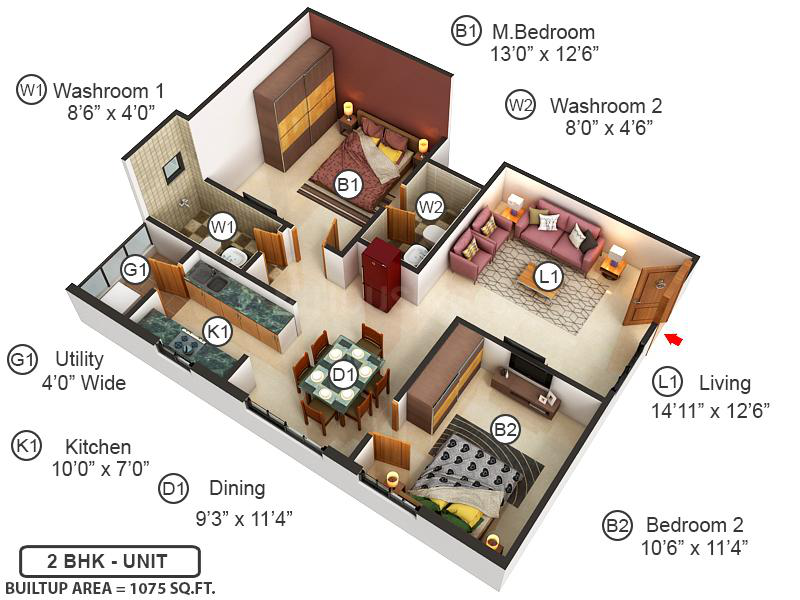 B1 M.Bedroom
13'0" x 12'6"
W1 Washroom 1
8'6" x 4'0"
W2 Washroom 2
8'0" x 4'6"
B1
W2
W1
G1
L1
K1
D1
B2
G1 Utility
4'0" Wide
L1 Living
14'11" x 12'6"
K1 Kitchen
10'0" x 7'0"
D1 Dining
9'3" x 11'4"
B2 Bedroom 2
10'6" x 11'4"
2 BHK - UNIT
BUILTUP AREA = 1075 SQ.FT.